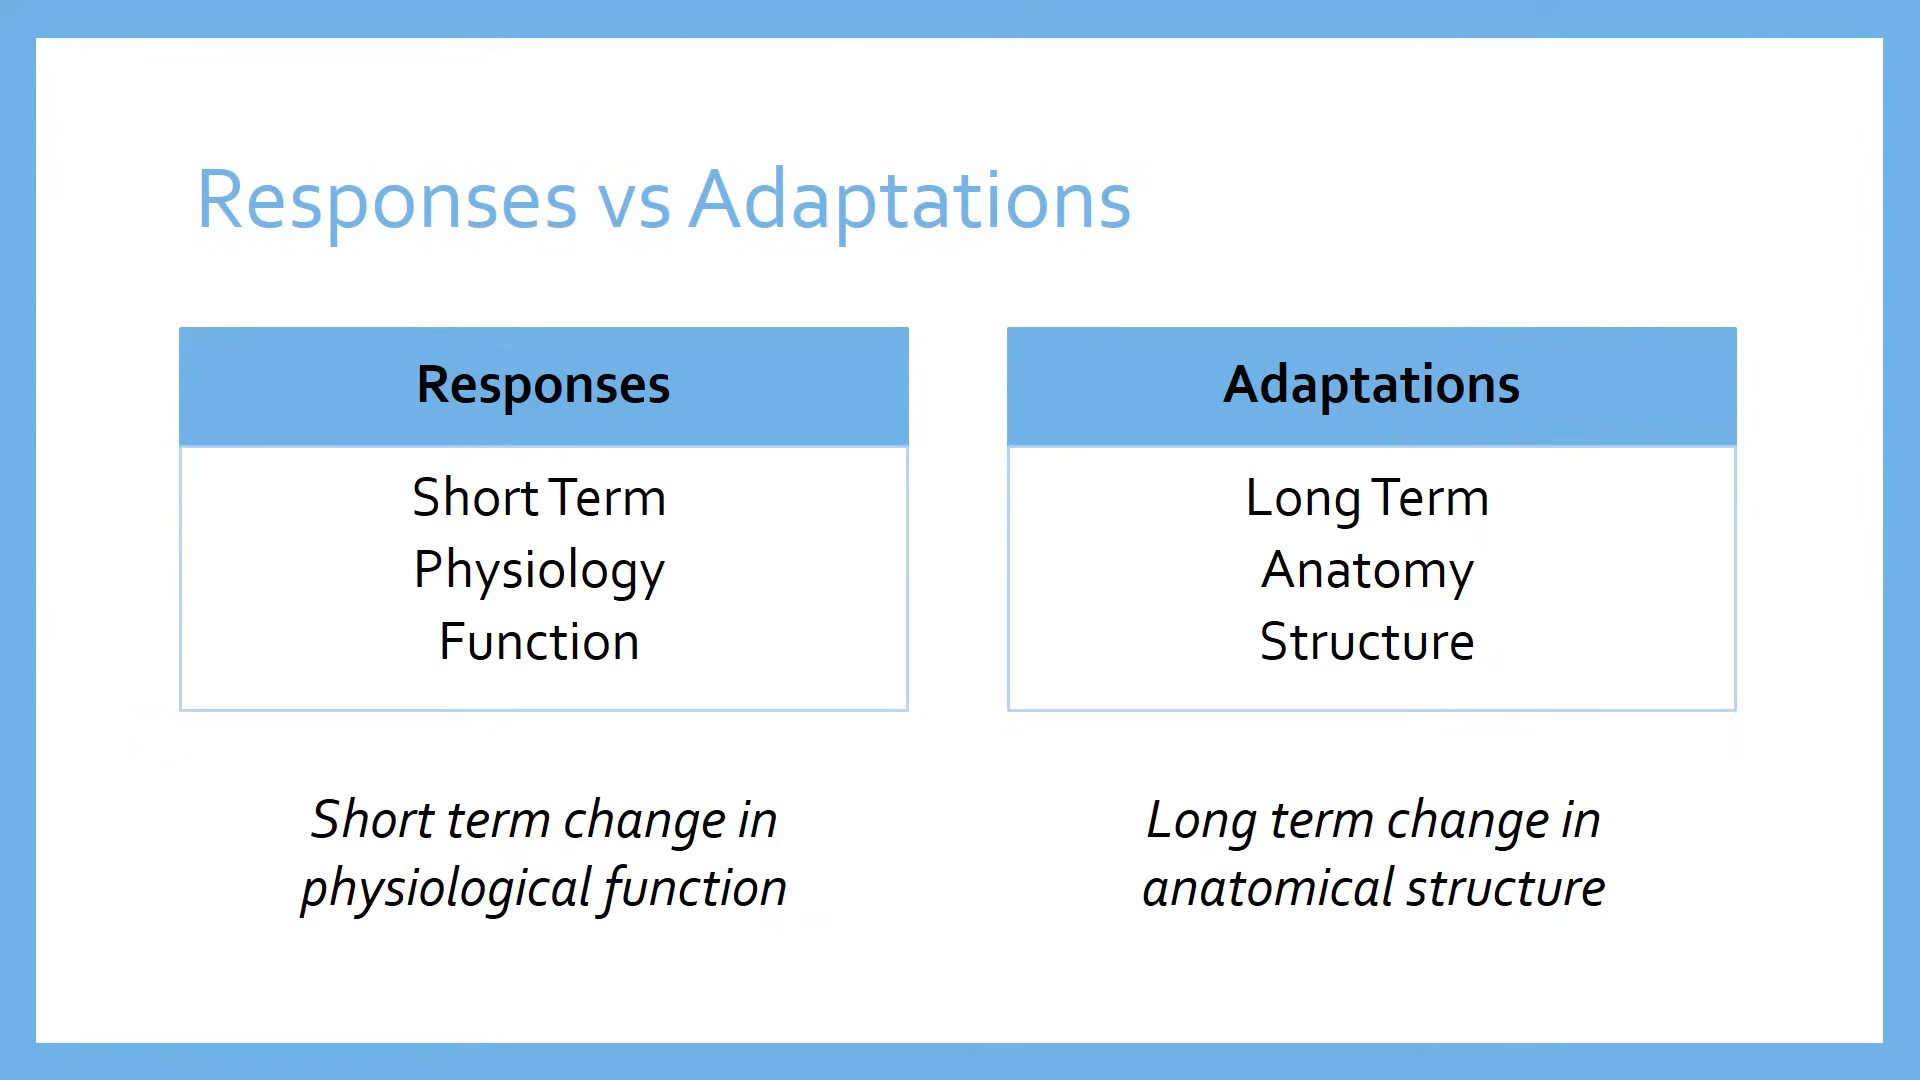 Responses vs Adaptations
Responses
Short Term
Physiology
Function
Short term change in
physiological function
Adaptations
Long Term
Anatomy
Structure
Long term change in
anatomical structure